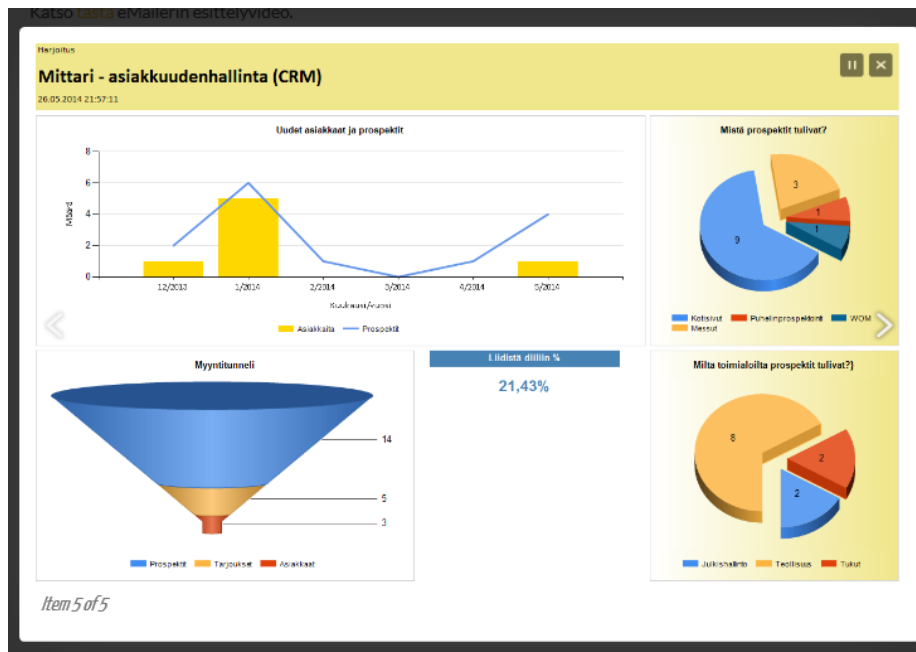 Katso tästä eMailerin esittelyvideo.
Harjoitus
Mittari - asiakkuudenhallinta (CRM)
26.05.2014 21:57:11
Uudet asiakkaat ja prospektit
Määrä
8
6
4
2
0
12/2013 1/2014 2/2014 3/2014 4/2014 5/2014
Kuukausi/vuosi
Asiakkaita Prospektit
Mistä prospektit tulivat?
3
1
1
9
Kotisivut Puhelinprospektointi WOM
Messut
Myyntitunneli
14
5
3
Prospektit Tarjoukset Asiakkaat
Liidistä diiliin %
21,43%
Milta toimialoilta prospektit tulivat?}
8
2
2
Julkishallinto Teollisuus Tukut
Item 5 of 5